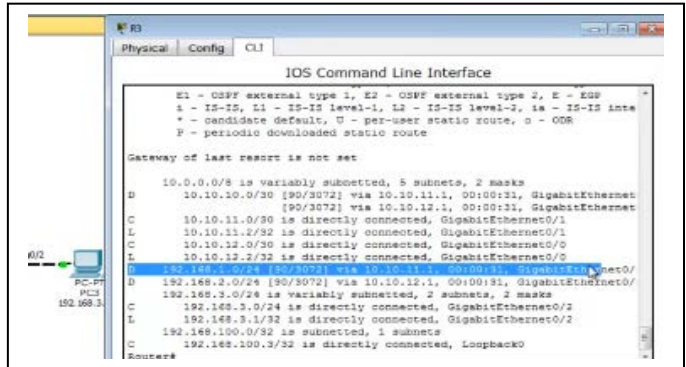 R3
Physical Config CLI
IOS Command Line Interface
E1 - OSPF external type 1, E2 - OSPF external type 2, E - EGP
i - IS-IS, L1 - IS-IS level-1, L2 - IS-IS level-2, ia - IS-IS inte
* - candidate default, U - per-user static route, o - ODR
P - periodic downloaded static route
Gateway of last resort is not set
10.0.0.0/8 is variably subnetted, 5 subnets, 2 masks
D 10.10.10.0/30 [90/3072] via 10.10.11.1, 00:00:31, GigabitEthernet
[90/3072] via 10.10.12.1, 00:00:31, GigabitEthernet
C 10.10.11.0/30 is directly connected, GigabitEthernet0/1
L 10.10.11.2/32 is directly connected, GigabitEthernet0/1
C 10.10.12.0/30 is directly connected, GigabitEthernet0/0
L 10.10.12.2/32 is directly connected, GigabitEthernet0/0
D 192.168.1.0/24 [90/3072] via 10.10.11.1, 00:00:31, GigabitEthernet0/
D 192.168.2.0/24 [90/3072] via 10.10.12.1, 00:00:31, GigabitEthernet0/
192.168.3.0/24 is variably subnetted, 2 subnets, 2 masks
C 192.168.3.0/24 is directly connected, GigabitEthernet0/2
L 192.168.3.1/32 is directly connected, GigabitEthernet0/2
192.168.100.0/32 is subnetted, 1 subnets
C 192.168.100.3/32 is directly connected, Loopback0
Router#
0/2
PC-PT
PC3
192.168.3.